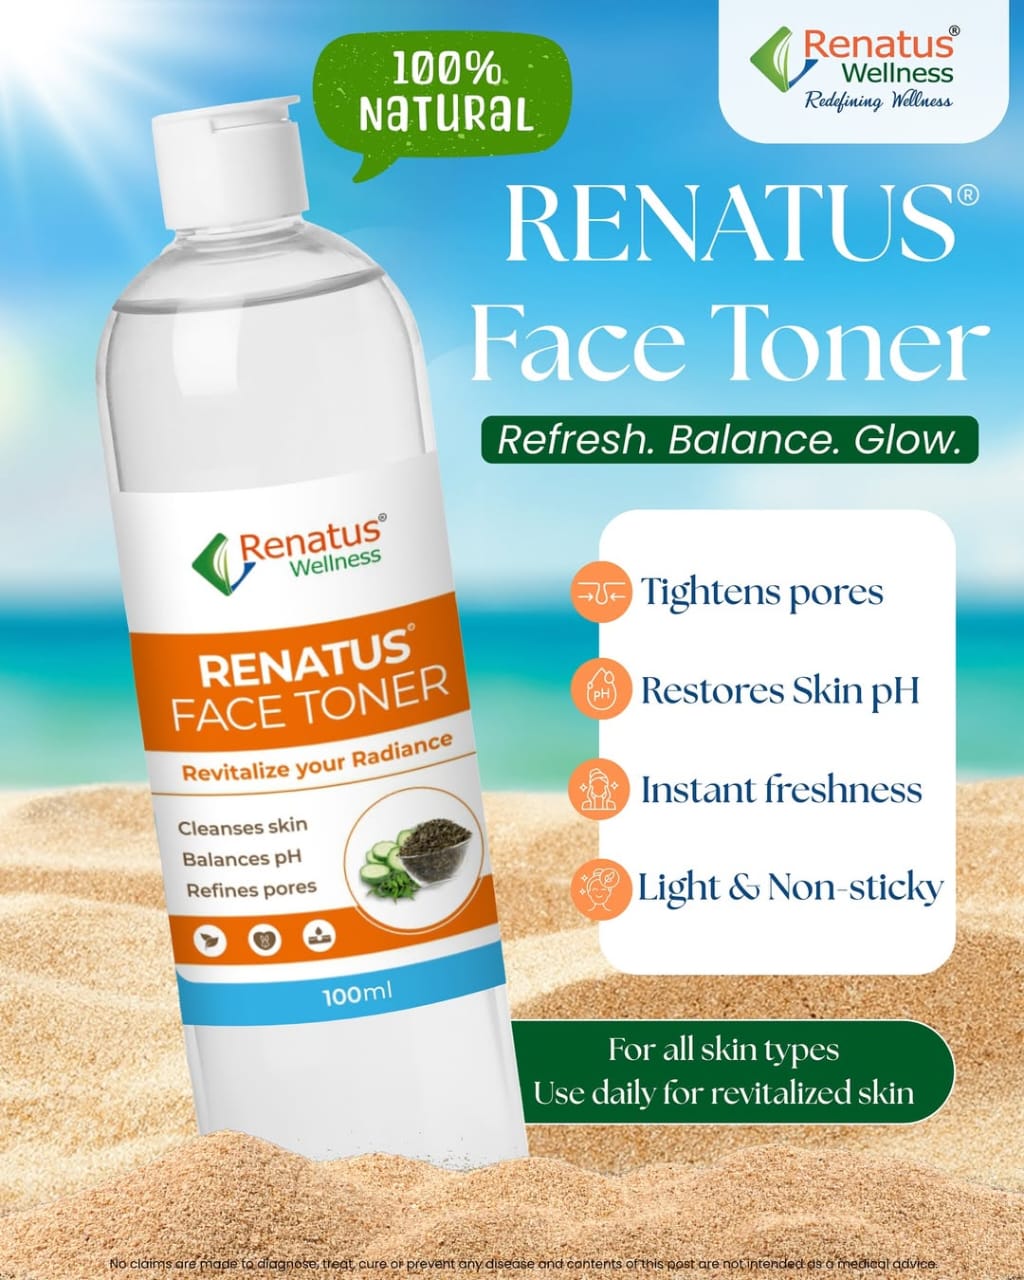 100%
NATURAL
Renatus®
Wellness
Redefining Wellness
RENATUS®
Face Toner
Refresh. Balance. Glow.
Renatus®
Wellness
RENATUS®
FACE TONER
Revitalize your Radiance
Cleanses skin
Balances pH
Refines pores
100ml
Tightens pores
pH
Restores Skin pH
Instant freshness
Light & Non-sticky
For all skin types
Use daily for revitalized skin
No claims are made to diagnose, treat, cure or prevent any disease and contents of this post are not intended as a medical advice.